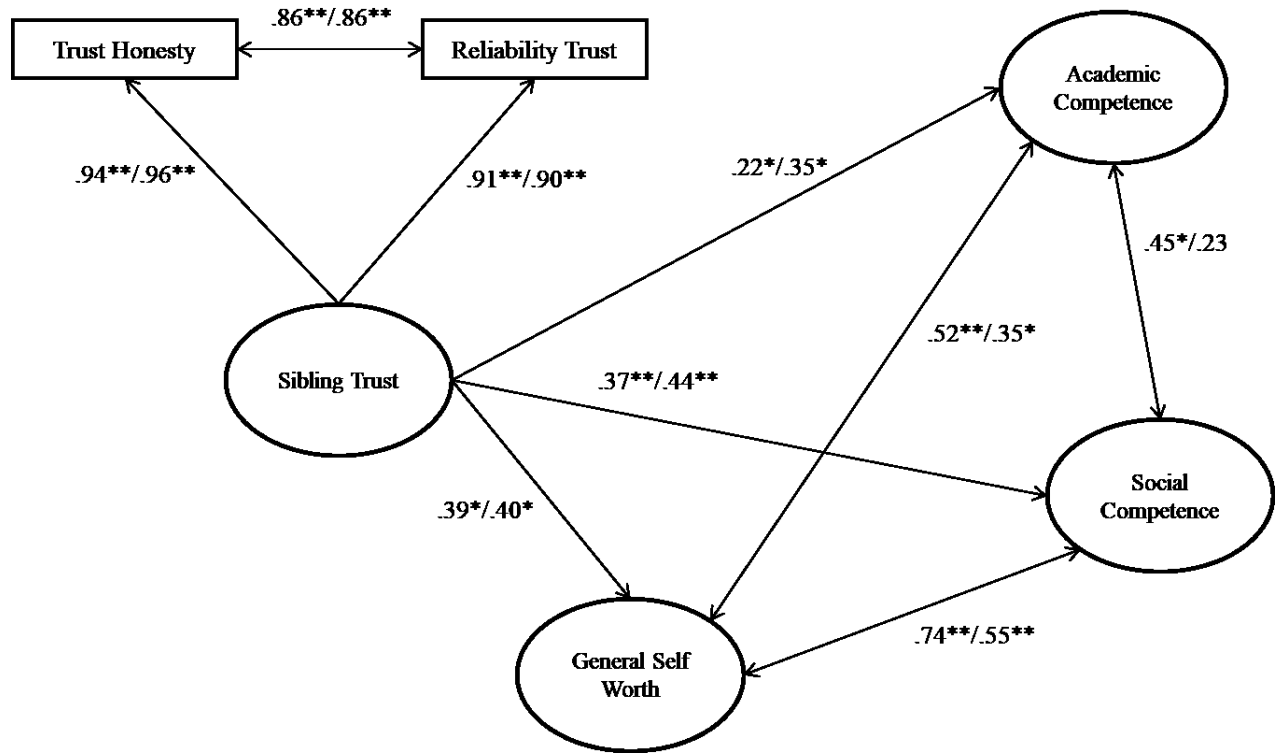 .86**/.86**
Trust Honesty
Reliability Trust
Academic
Competence
.94**/.96**
.91**/.90**
.22*/.35*
.45*/.23
.52**/.35*
Sibling Trust
.37**/.44**
Social
Competence
.39*/.40*
.74**/.55**
General Self
Worth